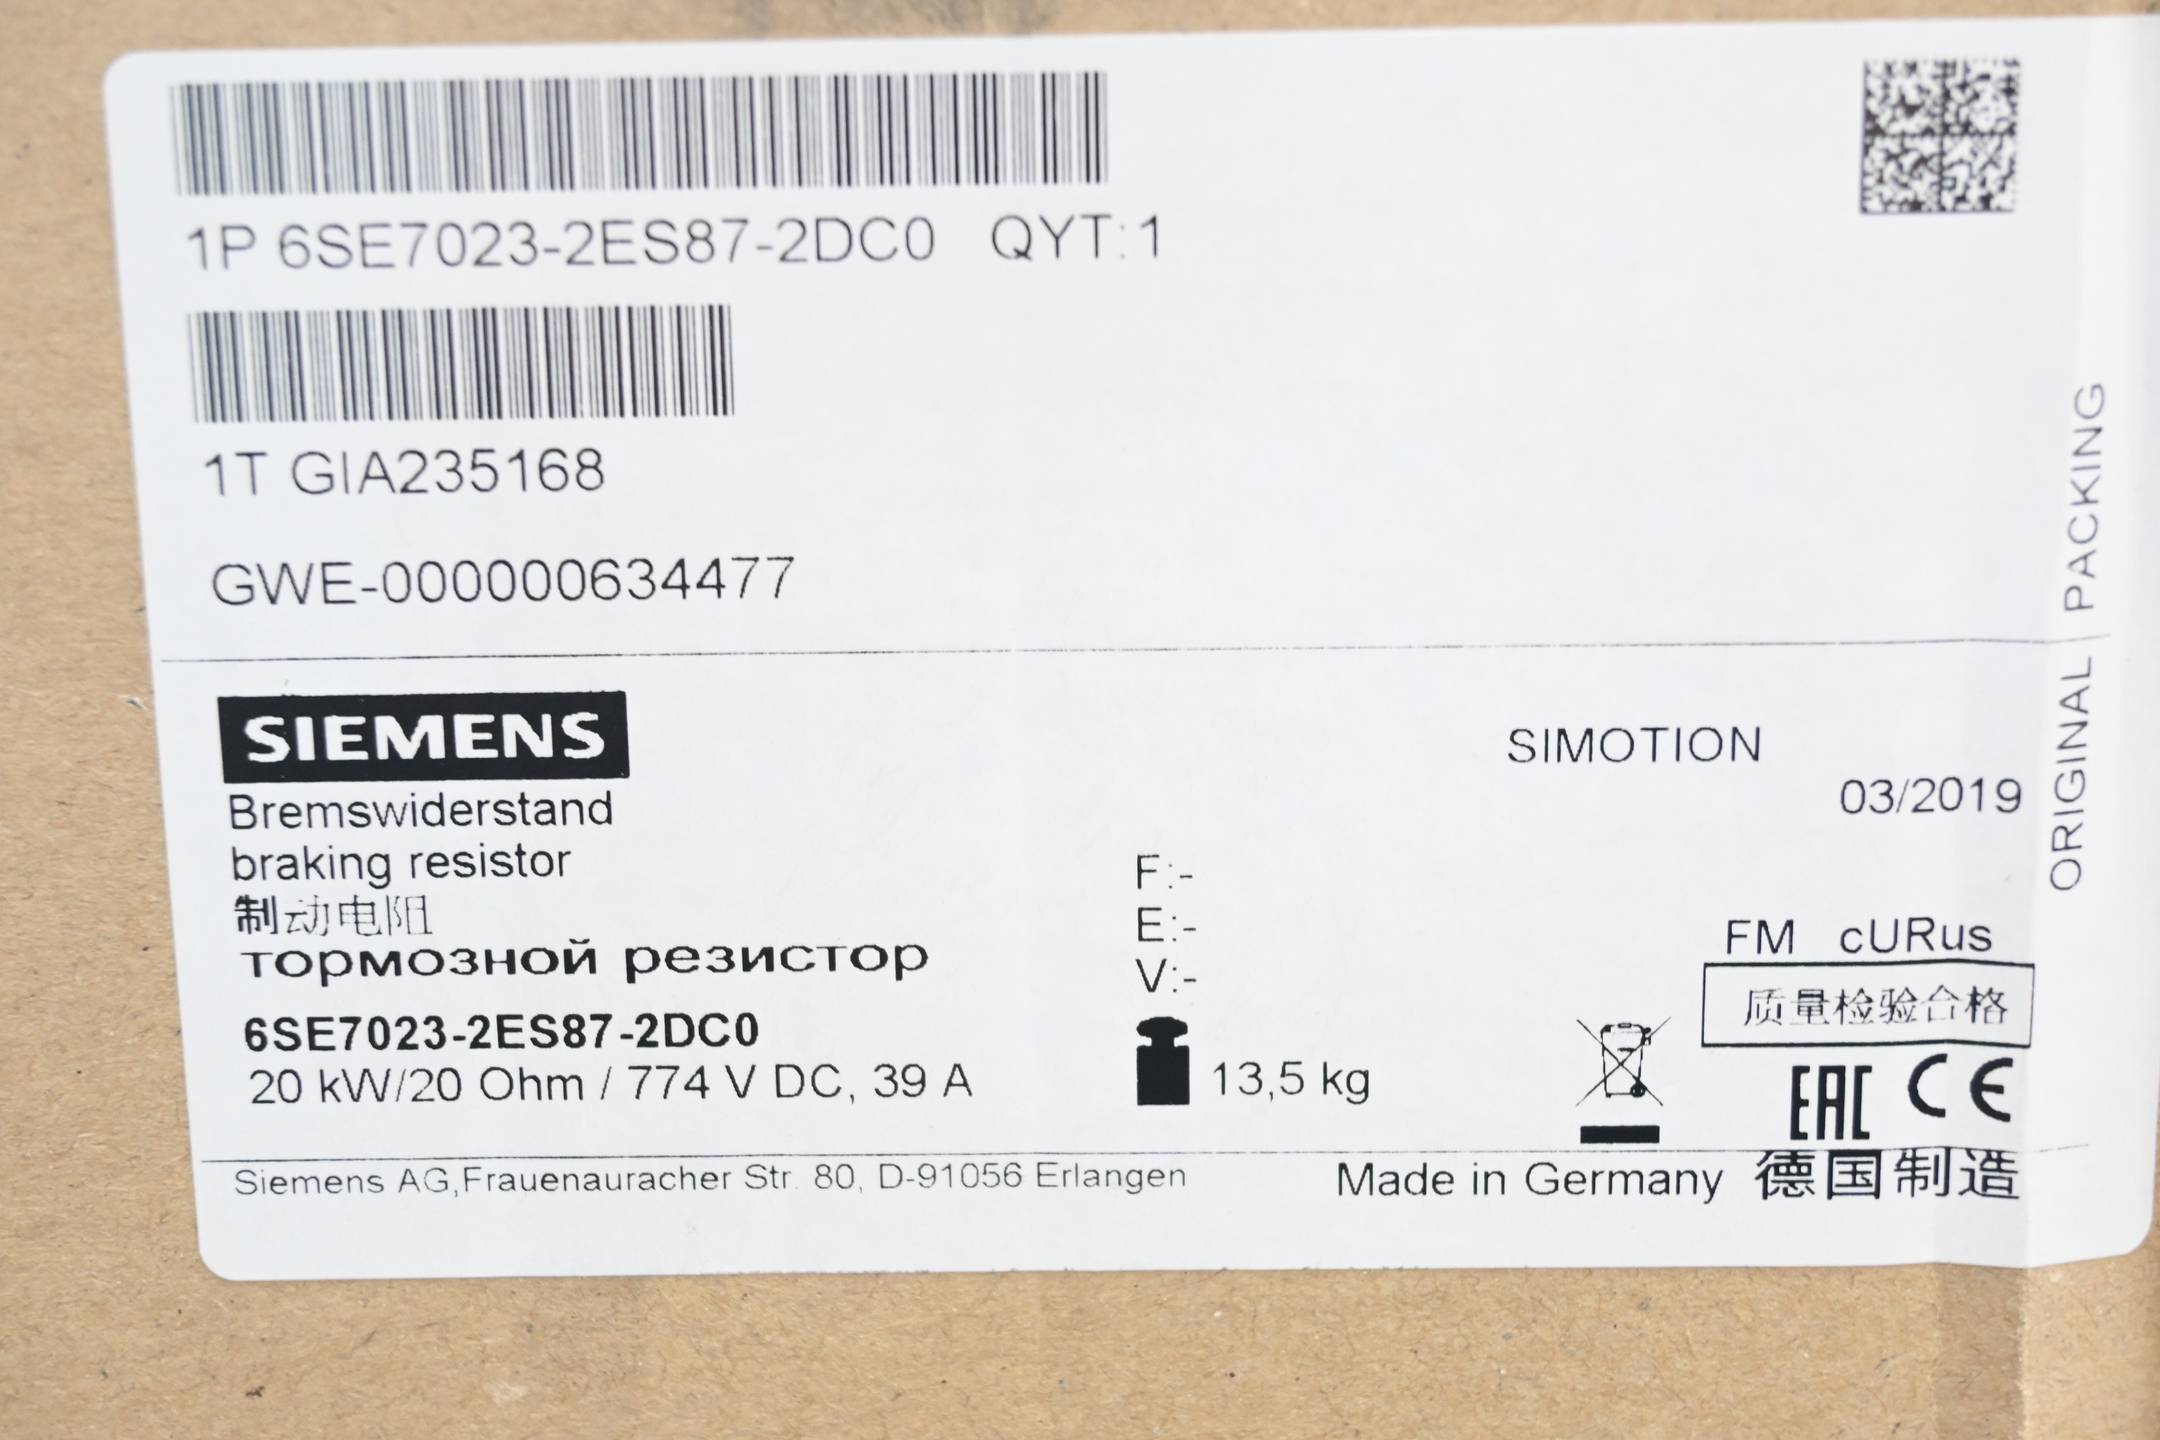 1P 6SE7023-2ES87-2DC0 QYT:1
1T GIA235168
GWE-000000634477
ORIGINAL PACKING
SIEMENS
SIMOTION
03/2019
Bremswiderstand
braking resistor
制动电阻
тормозной резистор
6SE7023-2ES87-2DC0
20 kW/20 Ohm / 774 V DC, 39 A
F:-
E:-
V:-
13,5 kg
FM cURus
质量检验合格
EAC CE
Siemens AG,Frauenauracher Str. 80, D-91056 Erlangen
Made in Germany 德国制造